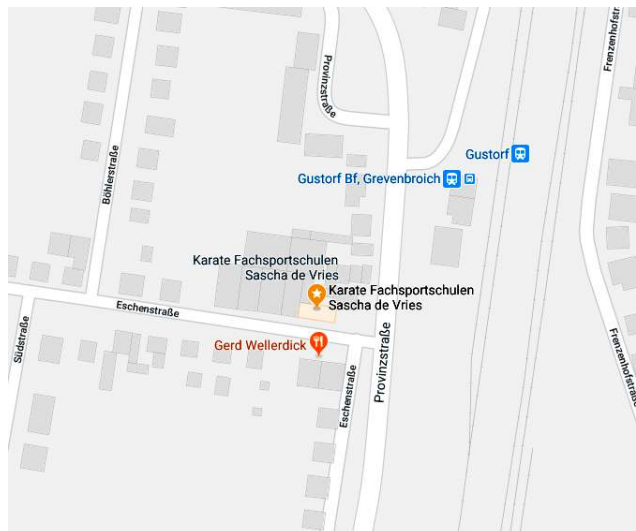 Provinzstraße
Frenzenhofstr
Gustorf
Gustorf Bf, Grevenbroich
Böhlerstraße
Karate Fachsportschulen
Sascha de Vries
Karate Fachsportschulen
Sascha de Vries
Eschenstraße
Gerd Wellerdick
Südstraße
Eschenstraße
Provinzstraße
Frenzenhofstraße